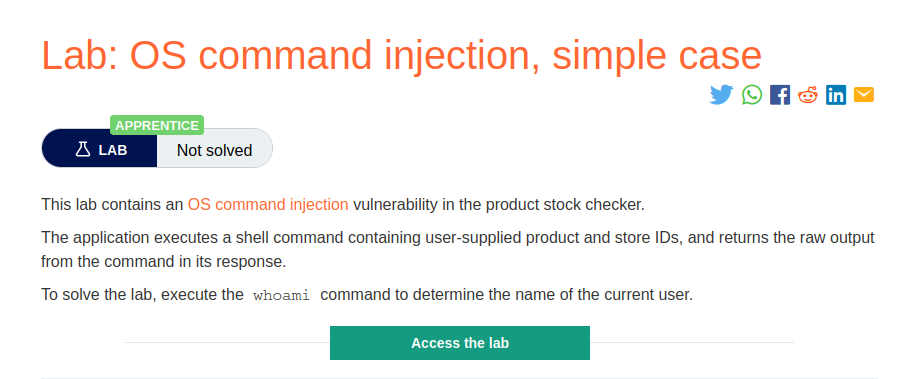 Lab: OS command injection, simple case
APPRENTICE
LAB
Not solved
This lab contains an OS command injection vulnerability in the product stock checker.
The application executes a shell command containing user-supplied product and store IDs, and returns the raw output
from the command in its response.
To solve the lab, execute the whoami command to determine the name of the current user.
Access the lab